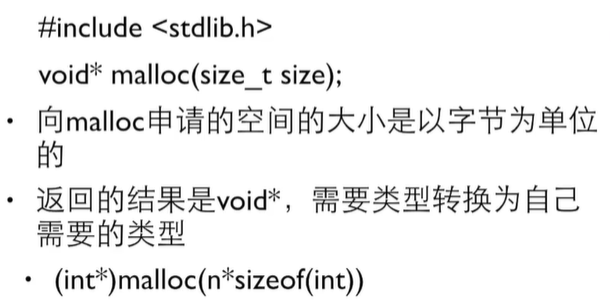 #include <stdlib.h>
void* malloc(size_t size);
• 向malloc申请的空间的大小是以字节为单位
的
• 返回的结果是void*，需要类型转换为自己
需要的类型
• (int*)malloc(n*sizeof(int))